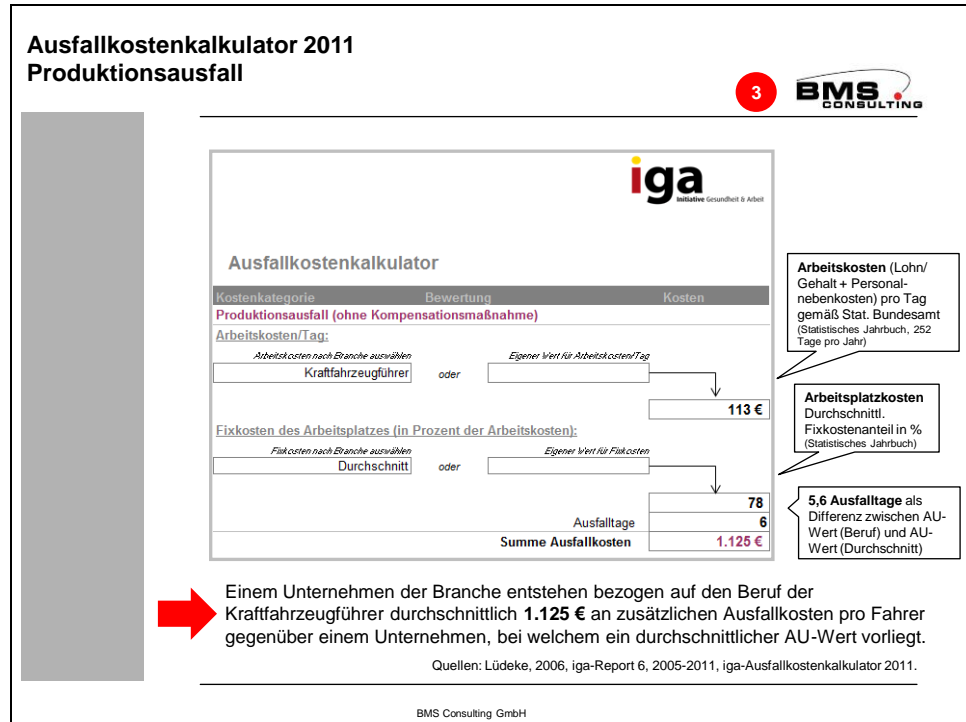 Ausfallkostenkalkulator 2011
Produktionsausfall
3
BMS
CONSULTING
iga
Initiative Gesundheit & Arbeit
Ausfallkostenkalkulator
Kostenkategorie Bewertung Kosten
Produktionsausfall (ohne Kompensationsmaßnahme)
Arbeitskosten/Tag:
Arbeitskosten nach Branche auswählen Eigener Wert für Arbeitskosten/Tag
Kraftfahrzeugführer oder
113 €
Fixkosten des Arbeitsplatzes (in Prozent der Arbeitskosten):
Fixkosten nach Branche auswählen Eigener Wert für Fixkosten
Durchschnitt oder
78
Ausfalltage 6
Summe Ausfallkosten 1.125 €
Arbeitskosten (Lohn/
Gehalt + Personal-
nebenkosten) pro Tag
gemäß Stat. Bundesamt
(Statistisches Jahrbuch, 252
Tage pro Jahr)
Arbeitsplatzkosten
Durchschnittl.
Fixkostenanteil in %
(Statistisches Jahrbuch)
5,6 Ausfalltage als
Differenz zwischen AU-
Wert (Beruf) und AU-
Wert (Durchschnitt)
Einem Unternehmen der Branche entstehen bezogen auf den Beruf der
Kraftfahrzeugführer durchschnittlich 1.125 € an zusätzlichen Ausfallkosten pro Fahrer
gegenüber einem Unternehmen, bei welchem ein durchschnittlicher AU-Wert vorliegt.
Quellen: Lüdeke, 2006, iga-Report 6, 2005-2011, iga-Ausfallkostenkalkulator 2011.
BMS Consulting GmbH